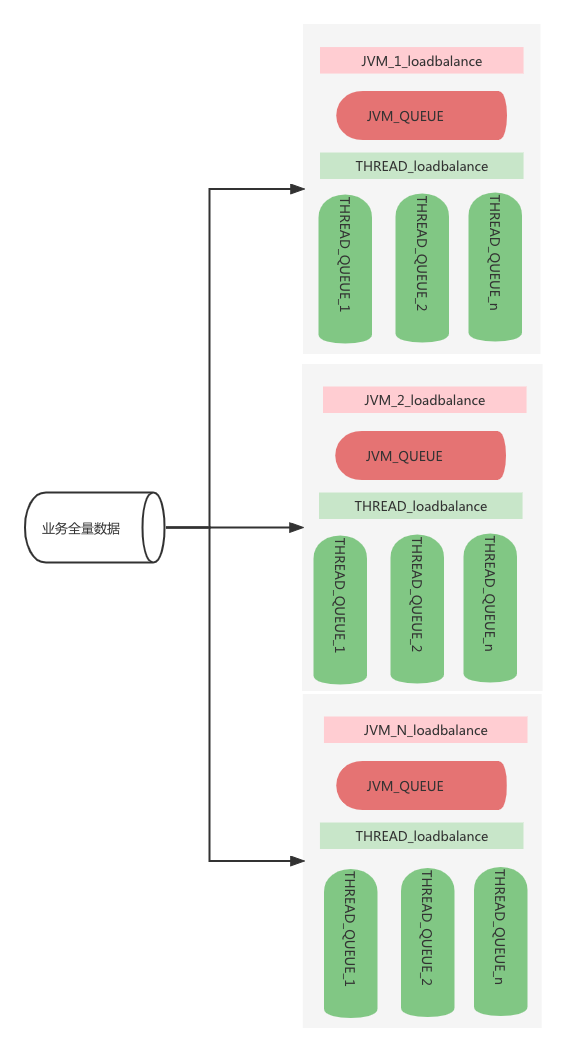 JVM_1_loadbalance
JVM_QUEUE
THREAD_loadbalance
THREAD_QUEUE_1
THREAD_QUEUE_2
THREAD_QUEUE_n
JVM_2_loadbalance
JVM_QUEUE
THREAD_loadbalance
业务全量数据
THREAD_QUEUE_1
THREAD_QUEUE_2
THREAD_QUEUE_n
JVM_N_loadbalance
JVM_QUEUE
THREAD_loadbalance
THREAD_QUEUE_1
THREAD_QUEUE_2
THREAD_QUEUE_n